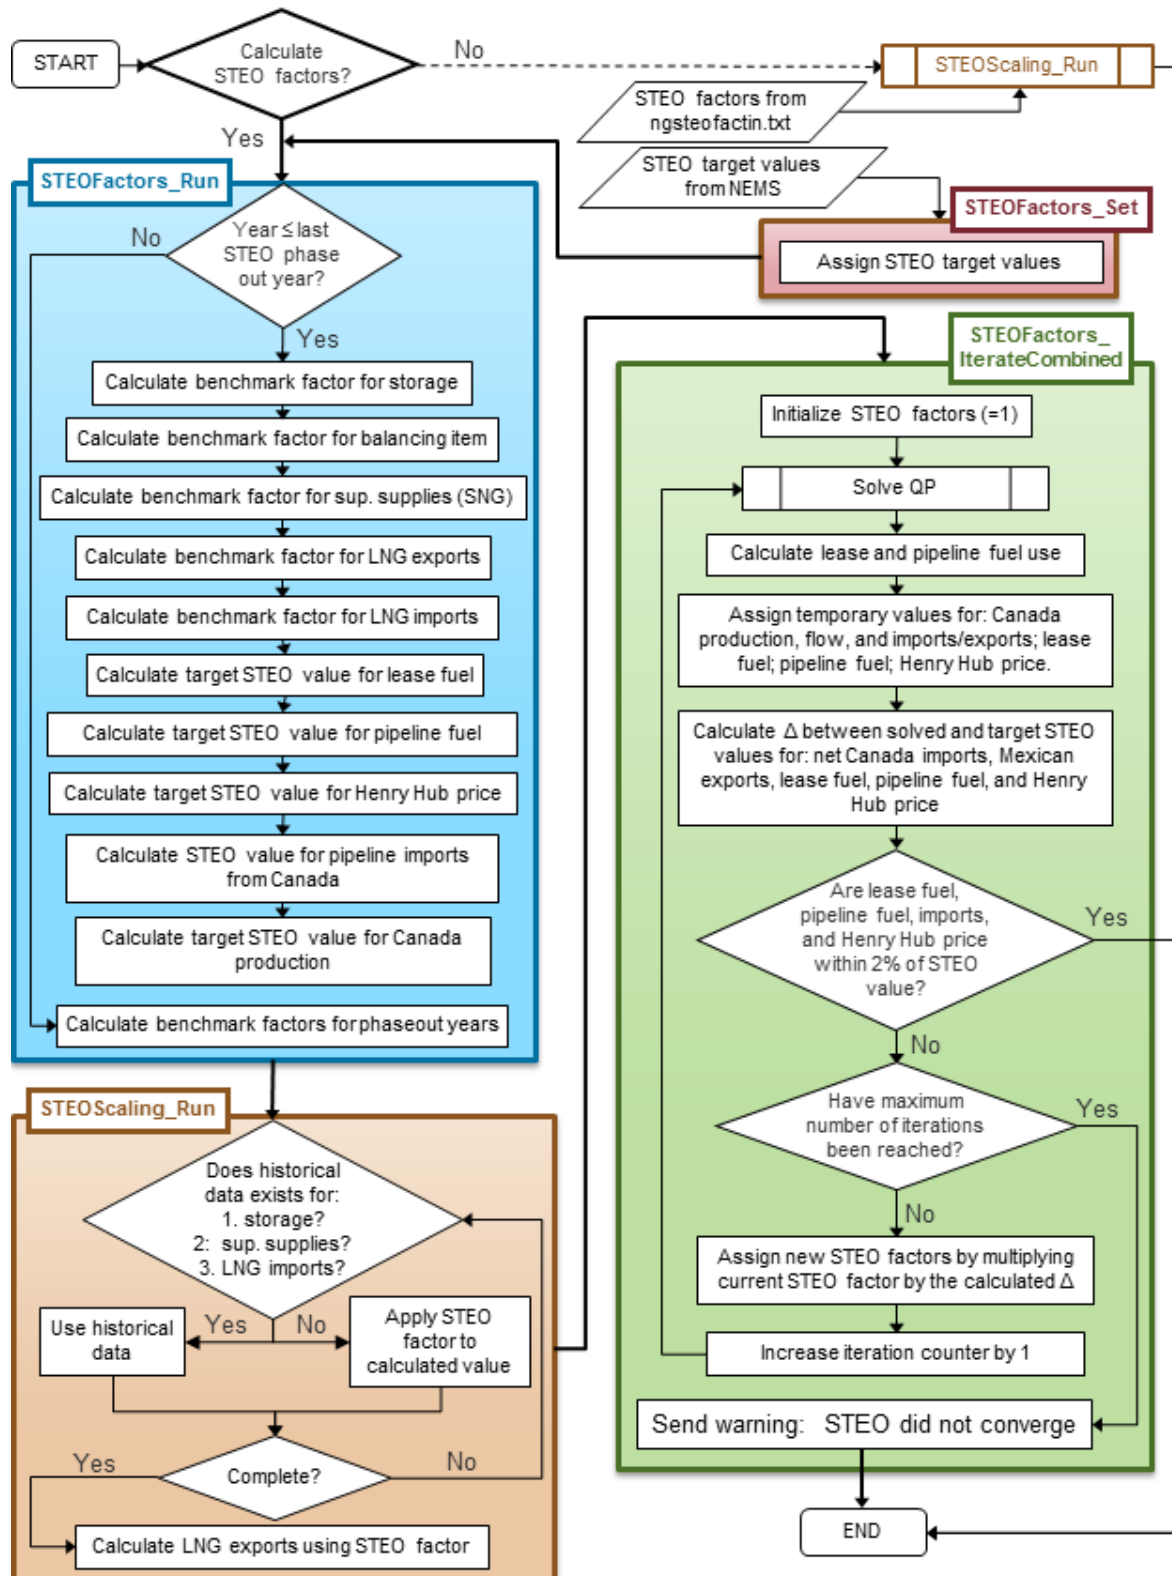 START
Calculate
STEO factors?
No
STEOScaling_Run
STEO factors from
ngsteofactin.txt
Yes
STEO target values
from NEMS
STEOFactors_Set
Assign STEO target values
STEOFactors_Run
Year ≤ last
STEO phase
out year?
No
Yes
Calculate benchmark factor for storage
Calculate benchmark factor for balancing item
Calculate benchmark factor for sup. supplies (SNG)
Calculate benchmark factor for LNG exports
Calculate benchmark factor for LNG imports
Calculate target STEO value for lease fuel
Calculate target STEO value for pipeline fuel
Calculate target STEO value for Henry Hub price
Calculate STEO value for pipeline imports
from Canada
Calculate target STEO value for Canada
production
Calculate benchmark factors for phaseout years
STEOScaling_Run
Does historical
data exists for:
1. storage?
2: sup. supplies?
3. LNG imports?
Yes
No
Use historical
data
Apply STEO
factor to
calculated value
Complete?
Yes
No
Calculate LNG exports using STEO factor
STEOFactors_
IterateCombined
Initialize STEO factors (=1)
Solve QP
Calculate lease and pipeline fuel use
Assign temporary values for: Canada
production, flow, and imports/exports; lease
fuel; pipeline fuel; Henry Hub price.
Calculate Δ between solved and target STEO
values for: net Canada imports, Mexican
exports, lease fuel, pipeline fuel, and Henry
Hub price
Are lease fuel,
pipeline fuel, imports,
and Henry Hub price
within 2% of STEO
value?
Yes
No
Have maximum
number of iterations
been reached?
Yes
No
Assign new STEO factors by multiplying
current STEO factor by the calculated Δ
Increase iteration counter by 1
Send warning: STEO did not converge
END